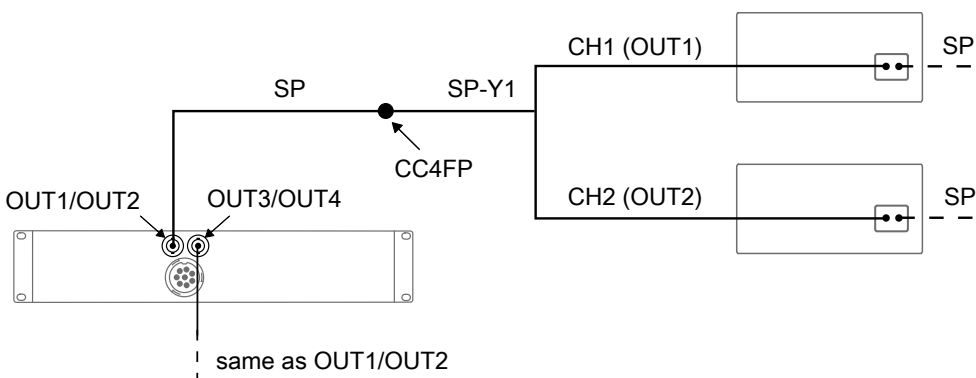 CH1 (OUT1)
SP
SP
SP-Y1
CC4FP
OUT1/OUT2
OUT3/OUT4
CH2 (OUT2)
SP
same as OUT1/OUT2